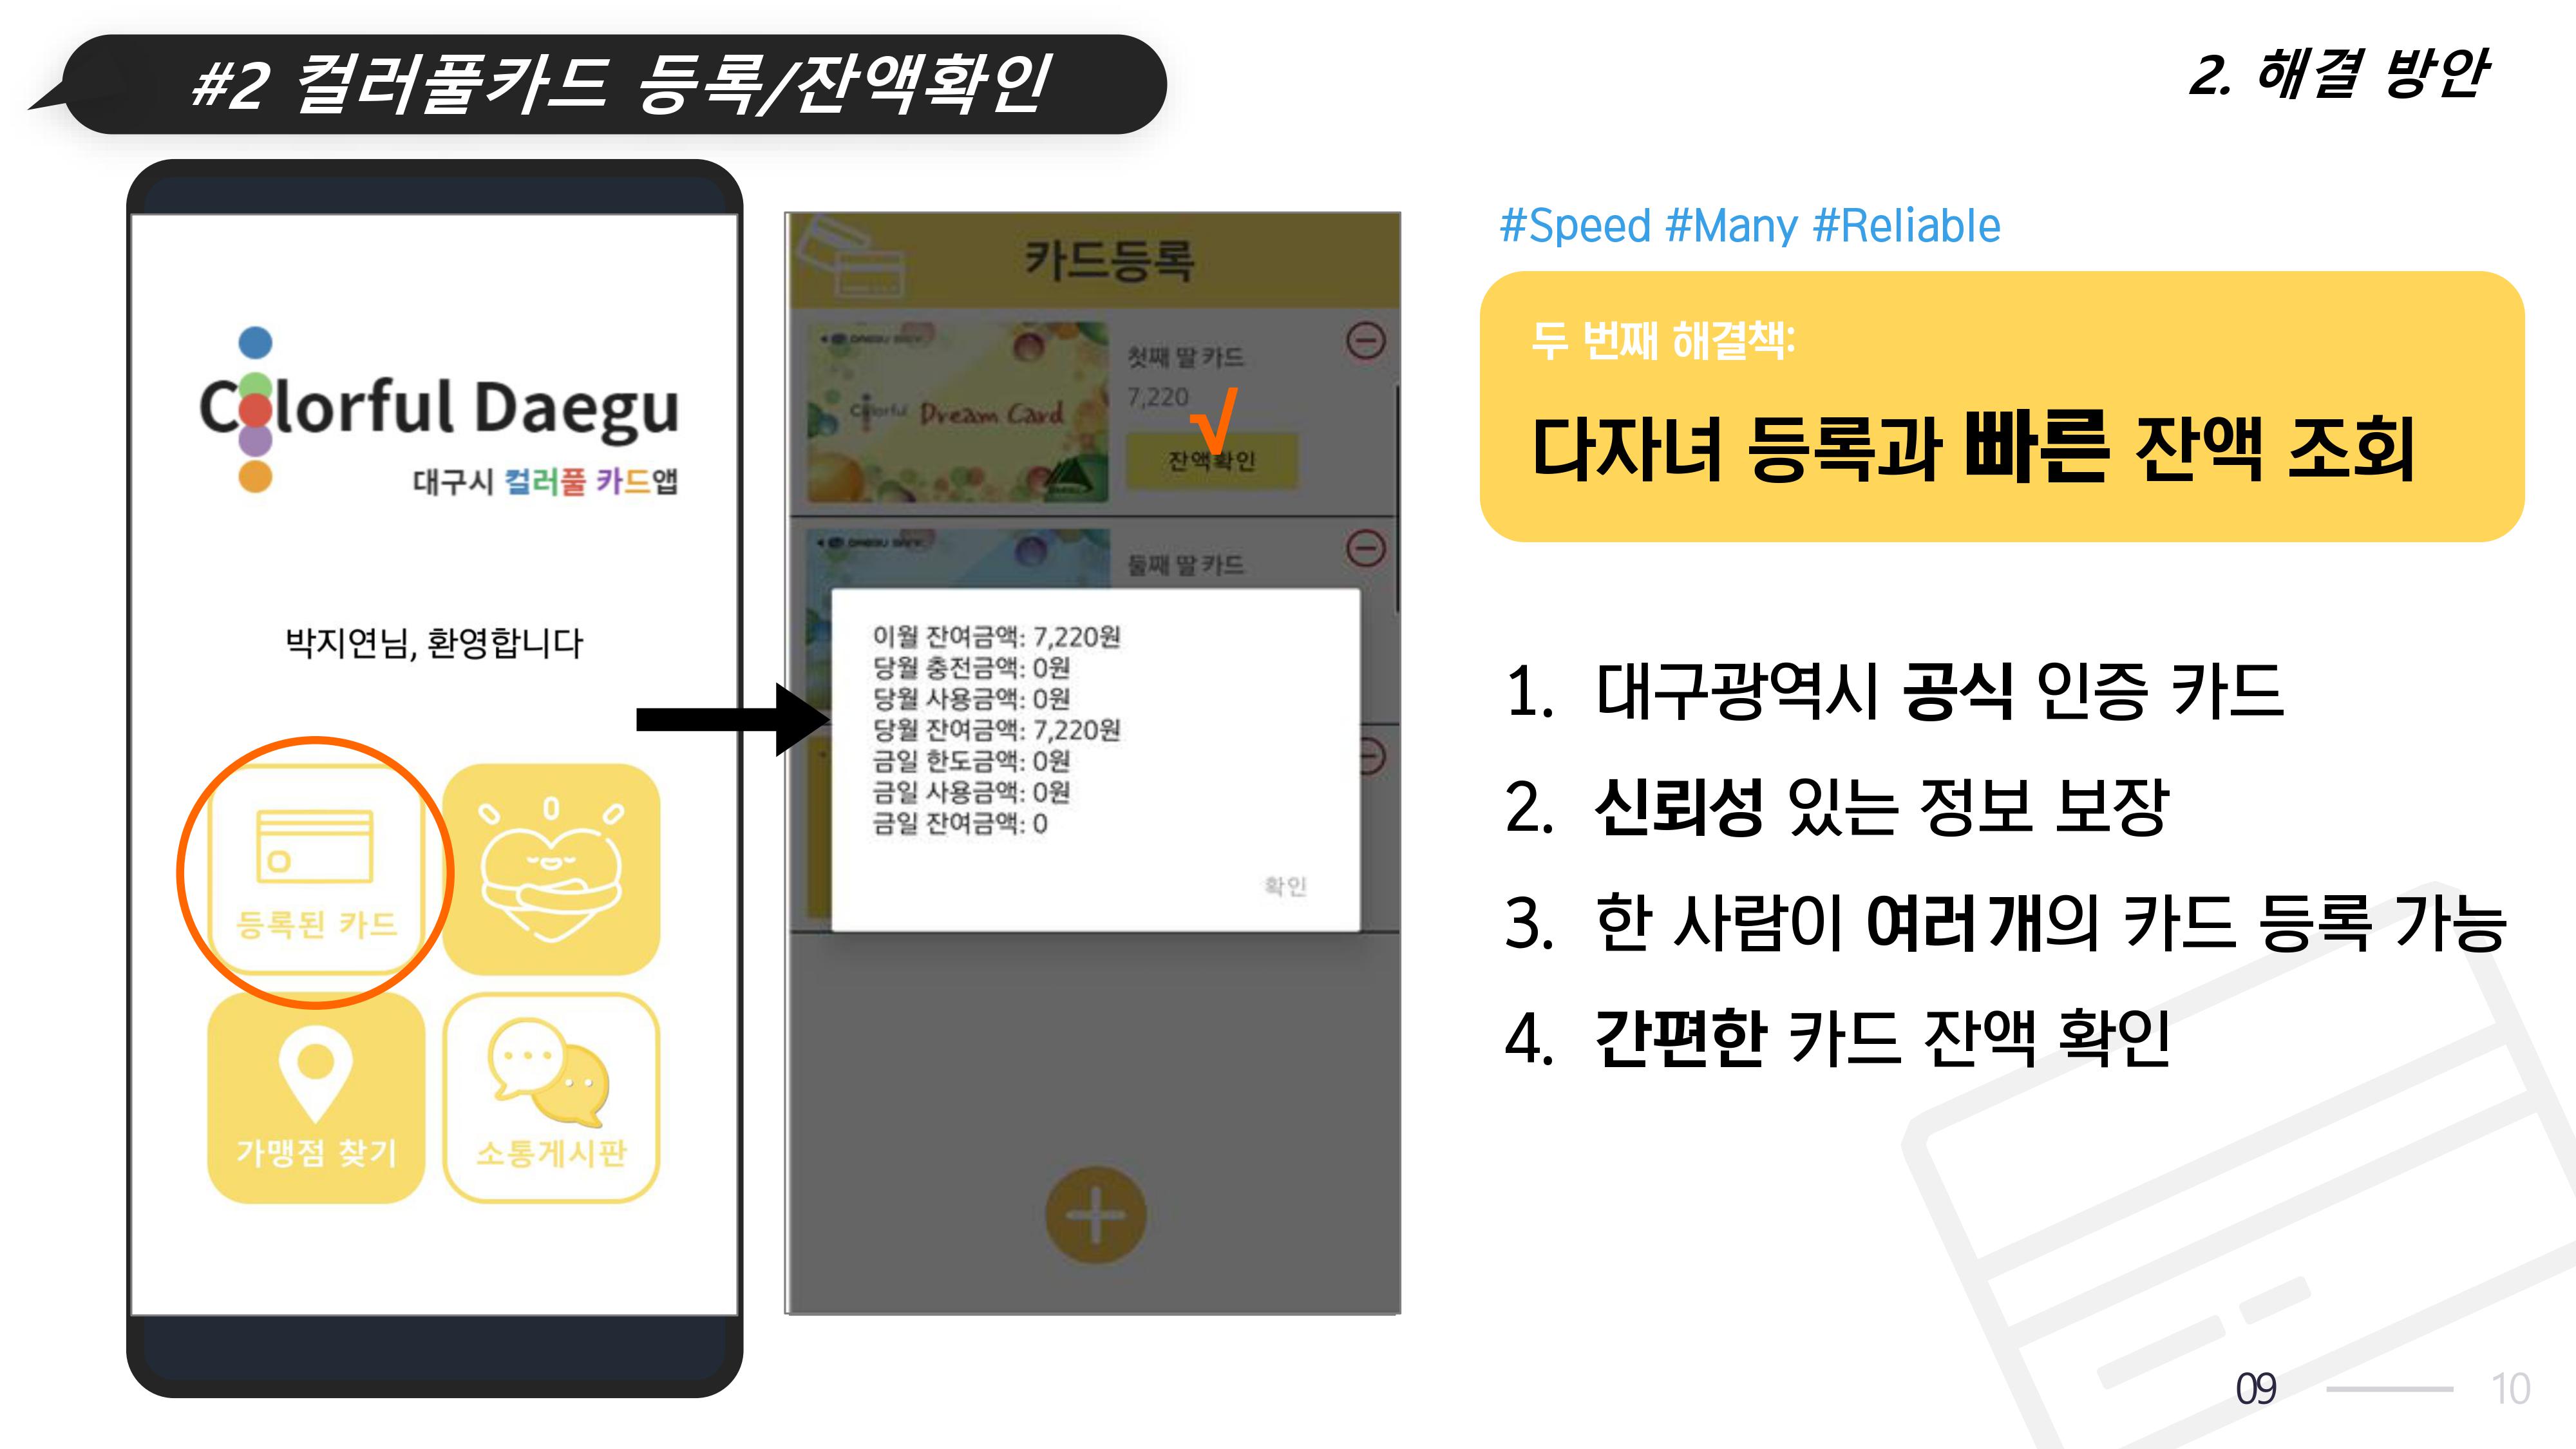 #2 컬러풀카드 등록/잔액확인
2. 해결 방안
Colorful Daegu
대구시 컬러풀 카드앱
박지연님, 환영합니다
등록된 카드
가맹점 찾기
소통게시판
카드등록
DAEGU BANK
Colorful Dream Card
첫째 딸 카드
7,220
√
잔액확인
DAEGU BANK
둘째 딸 카드
이월 잔여금액: 7,220원
당월 충전금액: 0원
당월 사용금액: 0원
당월 잔여금액: 7,220원
금일 한도금액: 0원
금일 사용금액: 0원
금일 잔여금액: 0
확인
#Speed #Many #Reliable
두 번째 해결책:
다자녀 등록과 빠른 잔액 조회
1. 대구광역시 공식 인증 카드
2. 신뢰성 있는 정보 보장
3. 한 사람이 여러개의 카드 등록 가능
4. 간편한 카드 잔액 확인
09
10